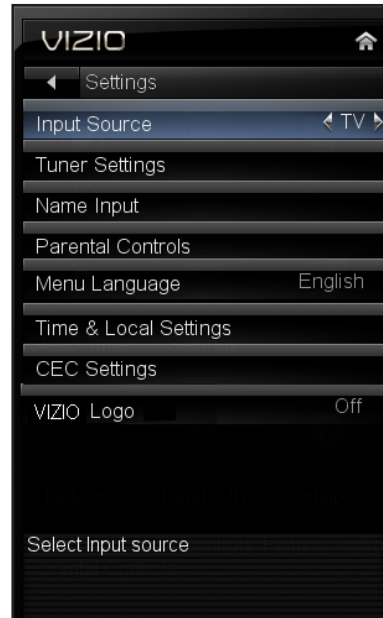 VIZIO
Settings
Input Source TV
Tuner Settings
Name Input
Parental Controls
Menu Language English
Time & Local Settings
CEC Settings
VIZIO Logo Off
Select Input source